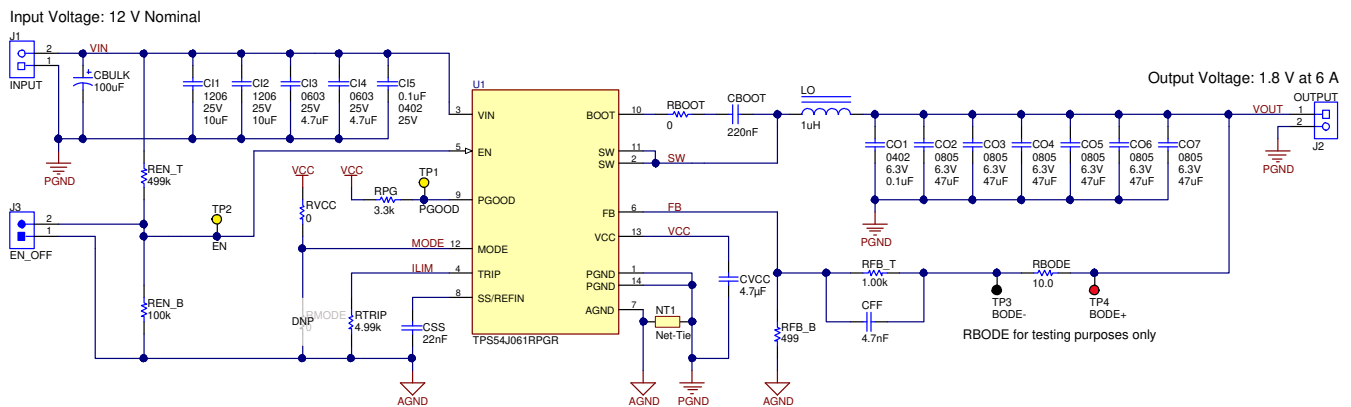 Input Voltage: 12 V Nominal
J1
2
1
INPUT
VIN
CBULK
100uF
CI1
1206
25V
10uF
CI2
1206
25V
10uF
CI3
0603
25V
4.7uF
CI4
0603
25V
4.7uF
CI5
0.1uF
0402
25V
PGND
REN_T
499k
J3
2
1
EN_OFF
TP2
EN
REN_B
100k
VCC
RVCC
0
VCC
RPG
3.3k
TP1
PGOOD
MODE
ILIM
DNP
RMODE
0
RTRIP
4.99k
CSS
22nF
AGND
U1
3
VIN
5
EN
9
PGOOD
12
MODE
4
TRIP
8
SS/REFIN
BOOT
10
SW
11
SW
2
FB
6
VCC
13
PGND
1
PGND
14
AGND
7
TPS54J061RPGR
RBOOT
0
CBOOT
220nF
SW
FB
VCC
CVCC
4.7µF
NT1
Net-Tie
AGND
PGND
LO
1uH
Output Voltage: 1.8 V at 6 A
VOUT
OUTPUT
1
2
J2
PGND
CO1
0402
6.3V
0.1uF
CO2
0805
6.3V
47uF
CO3
0805
6.3V
47uF
CO4
0805
6.3V
47uF
CO5
0805
6.3V
47uF
CO6
0805
6.3V
47uF
CO7
0805
6.3V
47uF
PGND
RFB_T
1.00k
CFF
4.7nF
RFB_B
499
AGND
RBODE
10.0
TP3
BODE-
TP4
BODE+
RBODE for testing purposes only